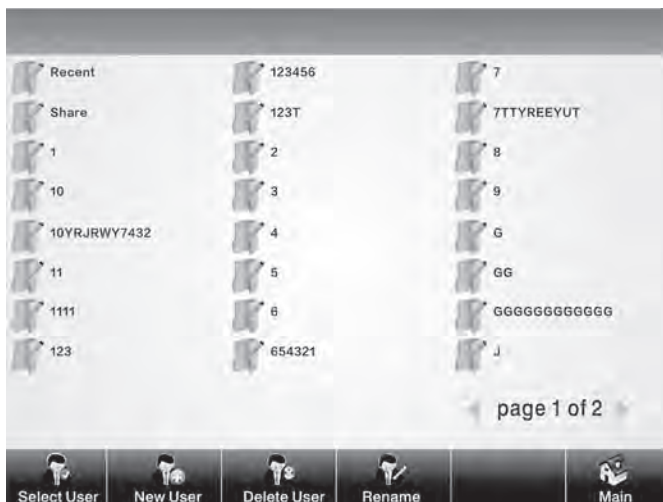 Recent
Share
1
10
10YRJRWY7432
11
1111
123
123456
123T
2
3
4
5
6
654321
7
7TTYREEYUT
8
9
G
GG
GGGGGGGGGGGG
J
page 1 of 2
Select User
New User
Delete User
Rename
Main